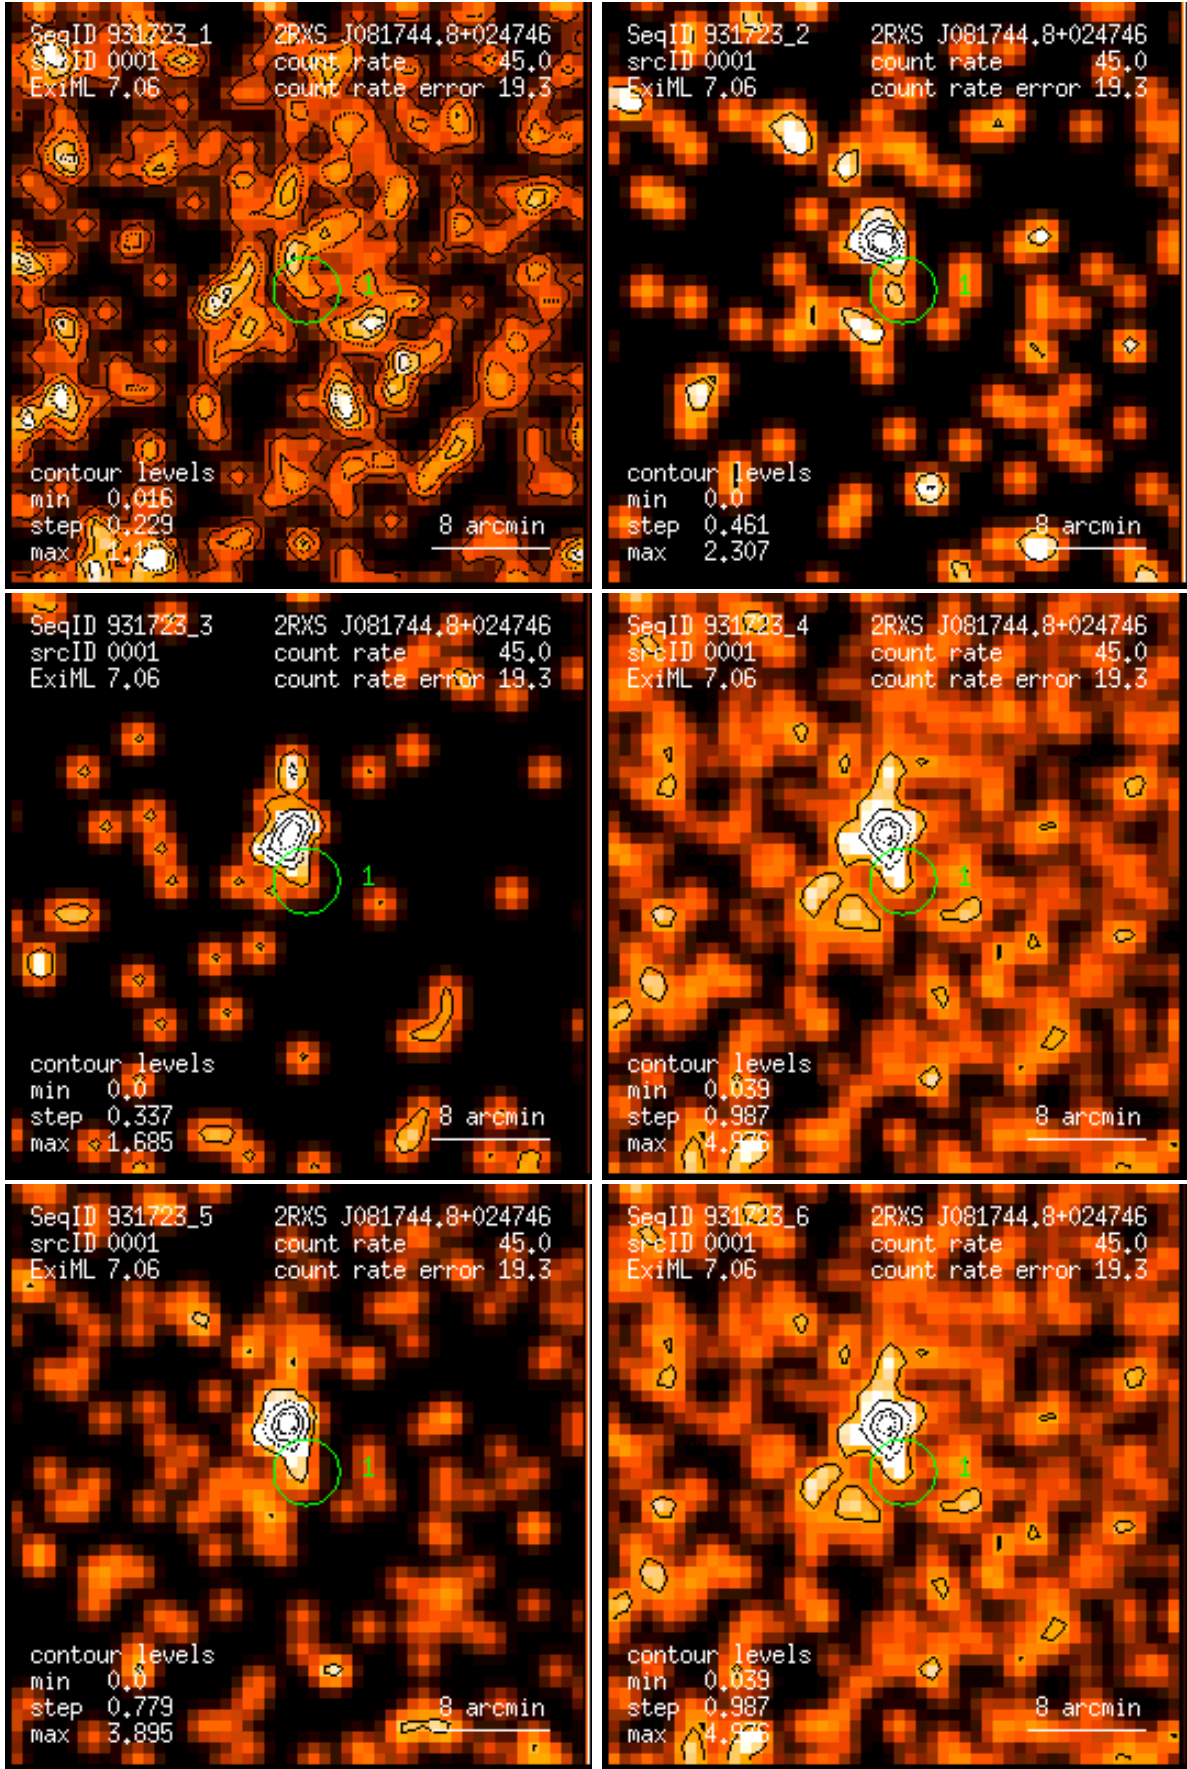 SeqID 931723_1 2RXS J081744.8+024746
srcID 0001 count rate 45.0
ExiML 7.06 count rate error 19.3
1
contour levels
min 0.016
step 0.229
8 arcmin
max
SeqID 931723_2 2RXS J081744.8+024746
srcID 0001 count rate 45.0
ExiML 7.06 count rate error 19.3
1
contour levels
min 0.0
step 0.461
8 arcmin
max 2.307
SeqID 931723_3 2RXS J081744.8+024746
srcID 0001 count rate 45.0
ExiML 7.06 count rate error 19.3
1
contour levels
min 0.0
step 0.337
8 arcmin
max 1.685
SeqID 931723_4 2RXS J081744.8+024746
srcID 0001 count rate 45.0
ExiML 7.06 count rate error 19.3
1
contour levels
min 0.039
step 0.987
8 arcmin
max 4.976
SeqID 931723_5 2RXS J081744.8+024746
srcID 0001 count rate 45.0
ExiML 7.06 count rate error 19.3
1
contour levels
min 0.0
step 0.779
8 arcmin
max 3.895
SeqID 931723_6 2RXS J081744.8+024746
srcID 0001 count rate 45.0
ExiML 7.06 count rate error 19.3
1
contour levels
min 0.039
step 0.987
8 arcmin
max 4.976